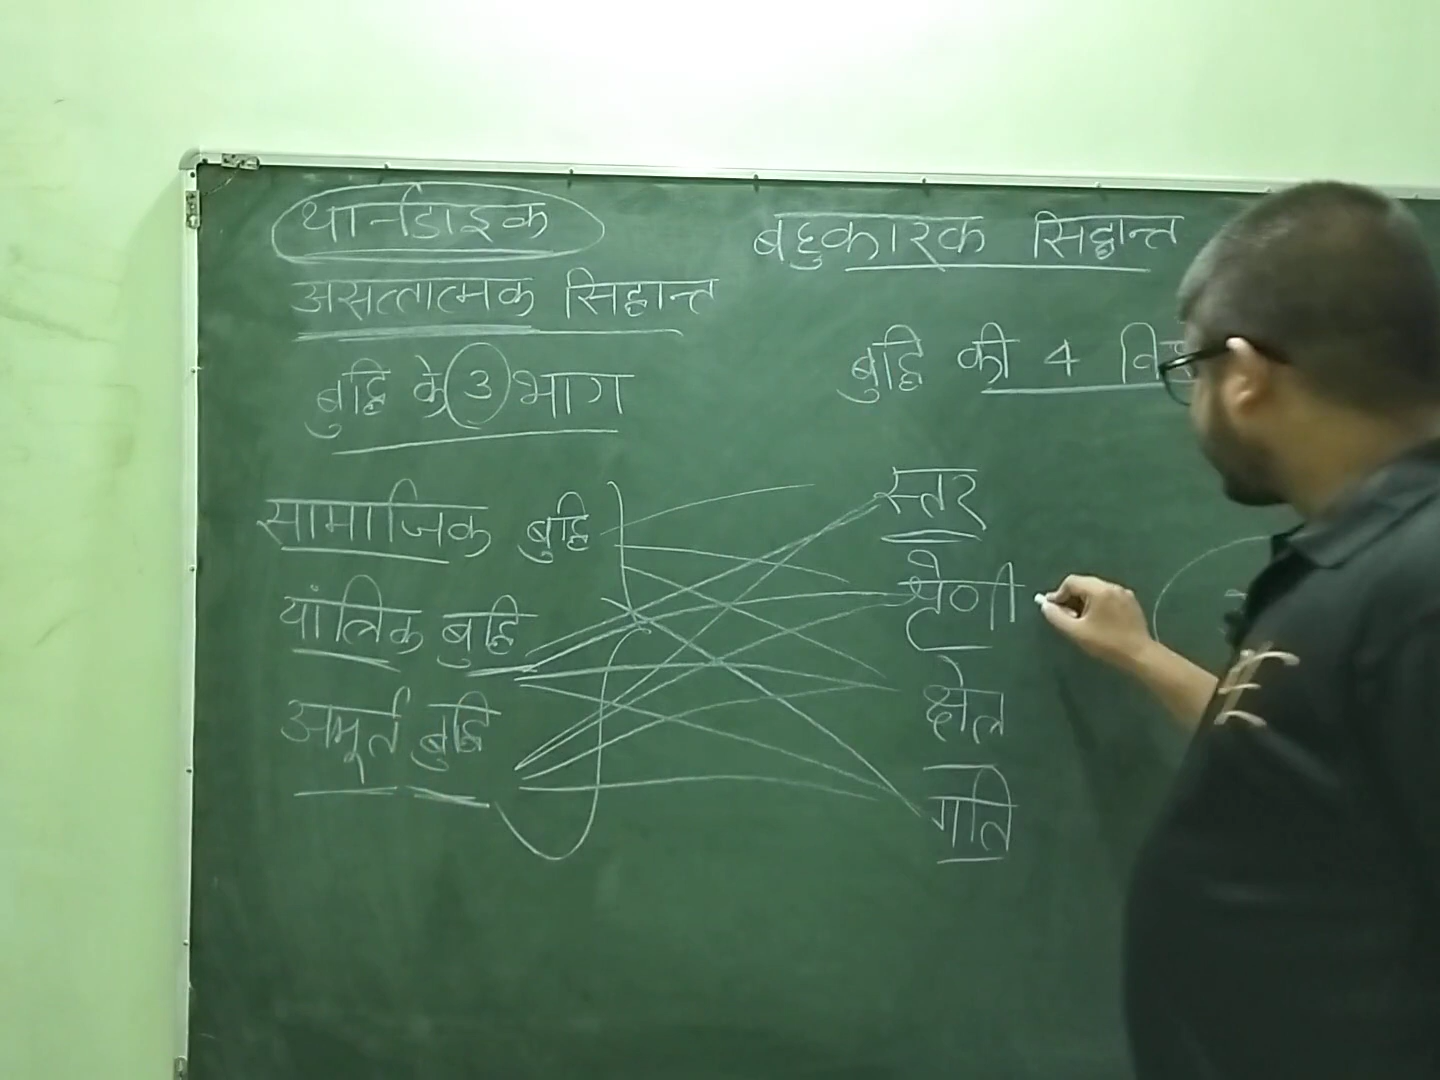 थार्नडाइक
असत्तात्मक सिद्धान्त
बुद्धि के 3 भाग
सामाजिक बुद्धि
यांत्रिक बुद्धि
अमूर्त बुद्धि
बहुकारक सिद्धान्त
बुद्धि की 4
स्तर
श्रेणी
क्षेत्र
गति